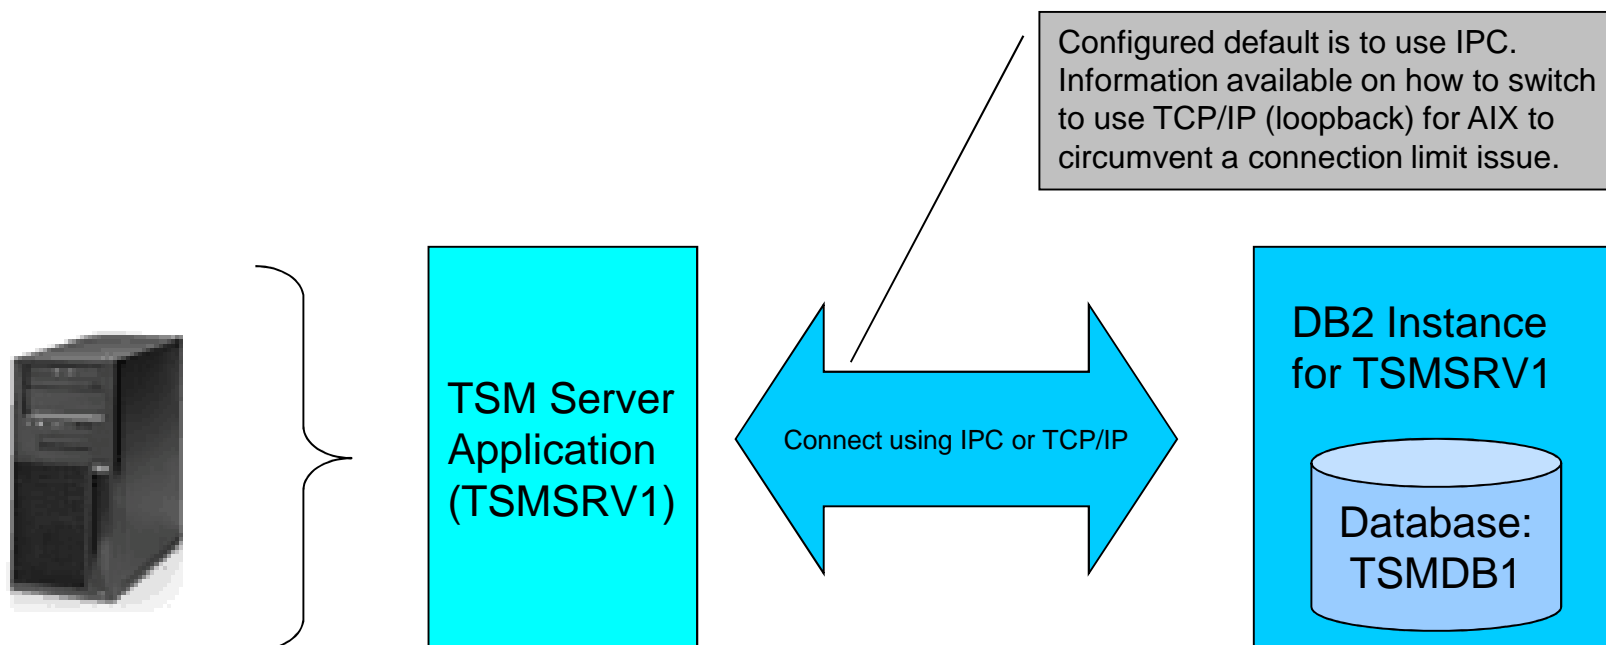 Configured default is to use IPC.
Information available on how to switch
to use TCP/IP (loopback) for AIX to
circumvent a connection limit issue.
TSM Server
Application
(TSMSRV1)
Connect using IPC or TCP/IP
DB2 Instance
for TSMSRV1
Database:
TSMDB1